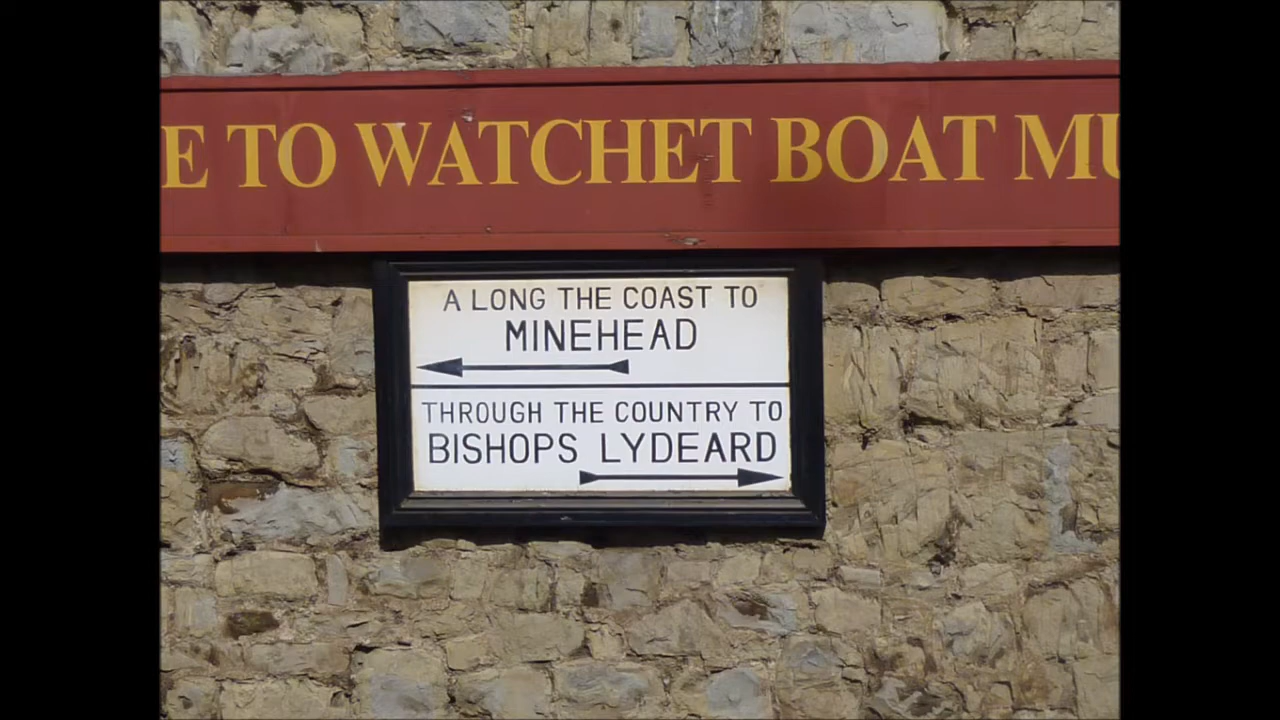 E TO WATCHET BOAT MU
A LONG THE COAST TO
MINEHEAD
THROUGH THE COUNTRY TO
BISHOPS LYDEARD